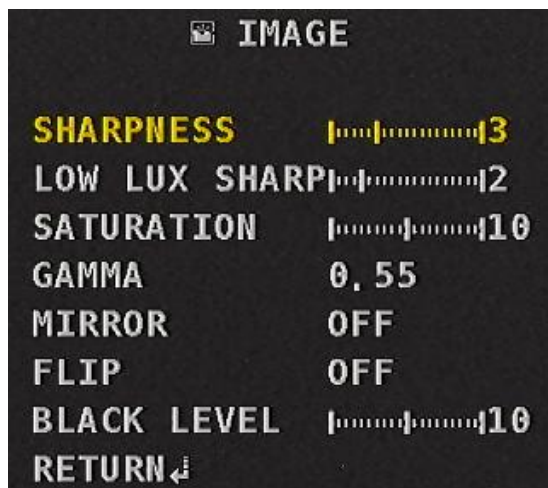 IMAGE
SHARPNESS 3
LOW LUX SHARP 2
SATURATION 10
GAMMA 0.55
MIRROR OFF
FLIP OFF
BLACK LEVEL 10
RETURN↲